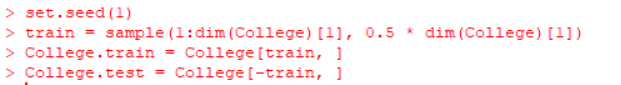 > set.seed(1)
> train = sample(1:dim(College)[1], 0.5 * dim(College)[1])
> College.train = College[train, ]
> College.test = College[-train, ]